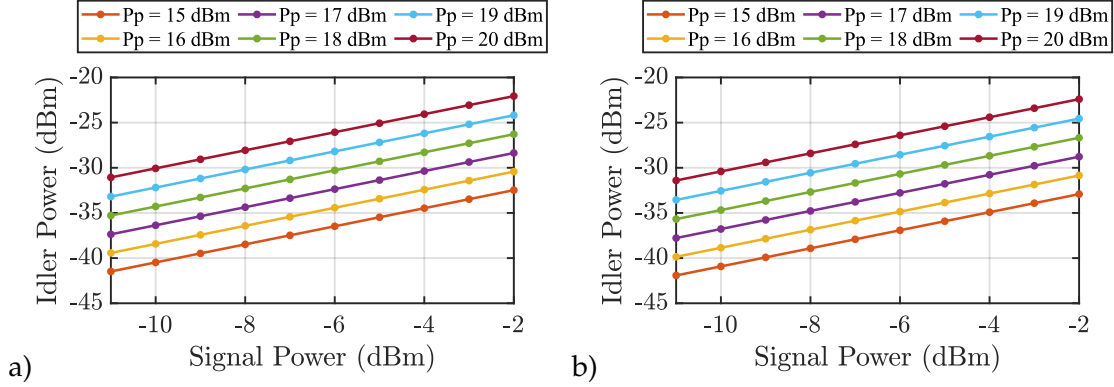 Pp = 15 dBm Pp = 17 dBm Pp = 19 dBm
Pp = 16 dBm Pp = 18 dBm Pp = 20 dBm
-20
-25
-30
-35
-40
-45
Idler Power (dBm)
-10 -8 -6 -4 -2
Signal Power (dBm)
a)
Pp = 15 dBm Pp = 17 dBm Pp = 19 dBm
Pp = 16 dBm Pp = 18 dBm Pp = 20 dBm
-20
-25
-30
-35
-40
-45
Idler Power (dBm)
-10 -8 -6 -4 -2
Signal Power (dBm)
b)